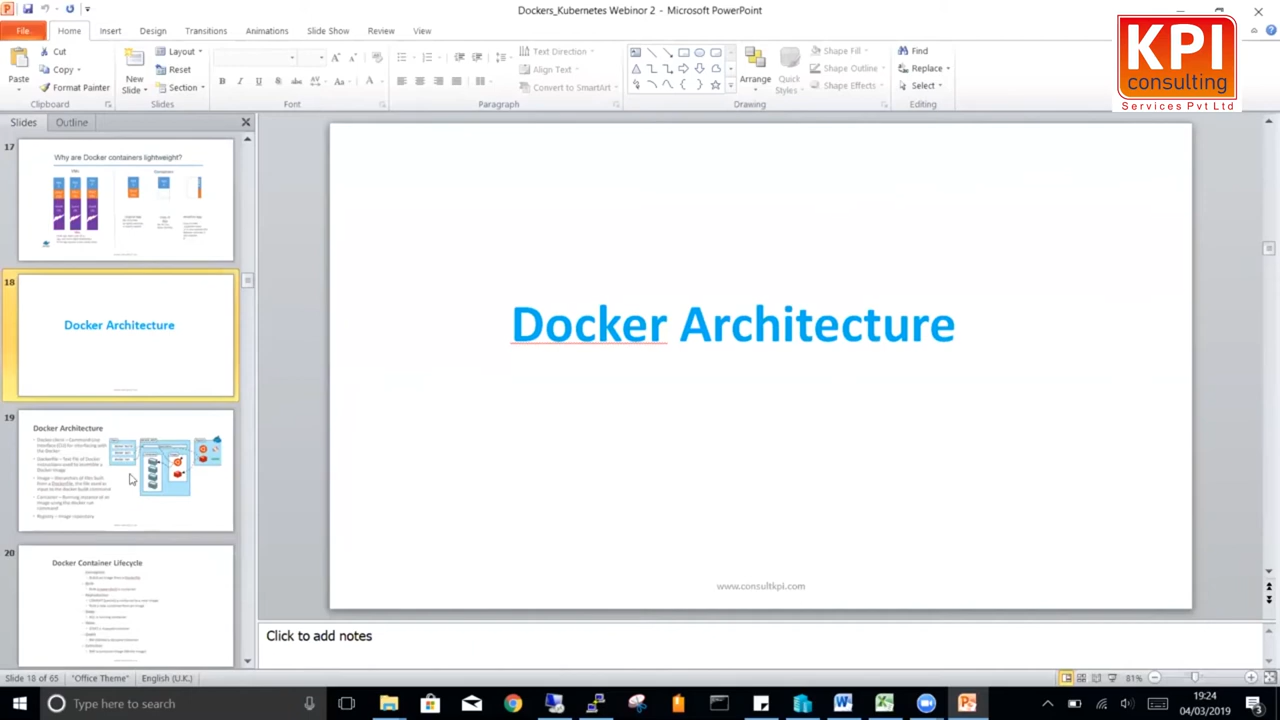 Dockers_Kubernetes Webinor 2 - Microsoft PowerPoint
File
Home
Insert
Design
Transitions
Animations
Slide Show
Review
View
Paste
Cut
Copy
Format Painter
Clipboard
New
Slide
Layout
Reset
Section
Slides
Font
Text Direction
Align Text
Convert to SmartArt
Paragraph
Arrange
Quick
Styles
Shape Fill
Shape Outline
Shape Effects
Drawing
Find
Replace
Select
Editing
KPI
consulting
Services Pvt Ltd
Slides
Outline
17
Why are Docker containers lightweight?
18
Docker Architecture
19
Docker Architecture
20
Docker Container Lifecycle
Docker Architecture
www.consultkpi.com
Click to add notes
Slide 18 of 65
"Office Theme"
English (U.K.)
81%
Type here to search
19:24
04/03/2019
3